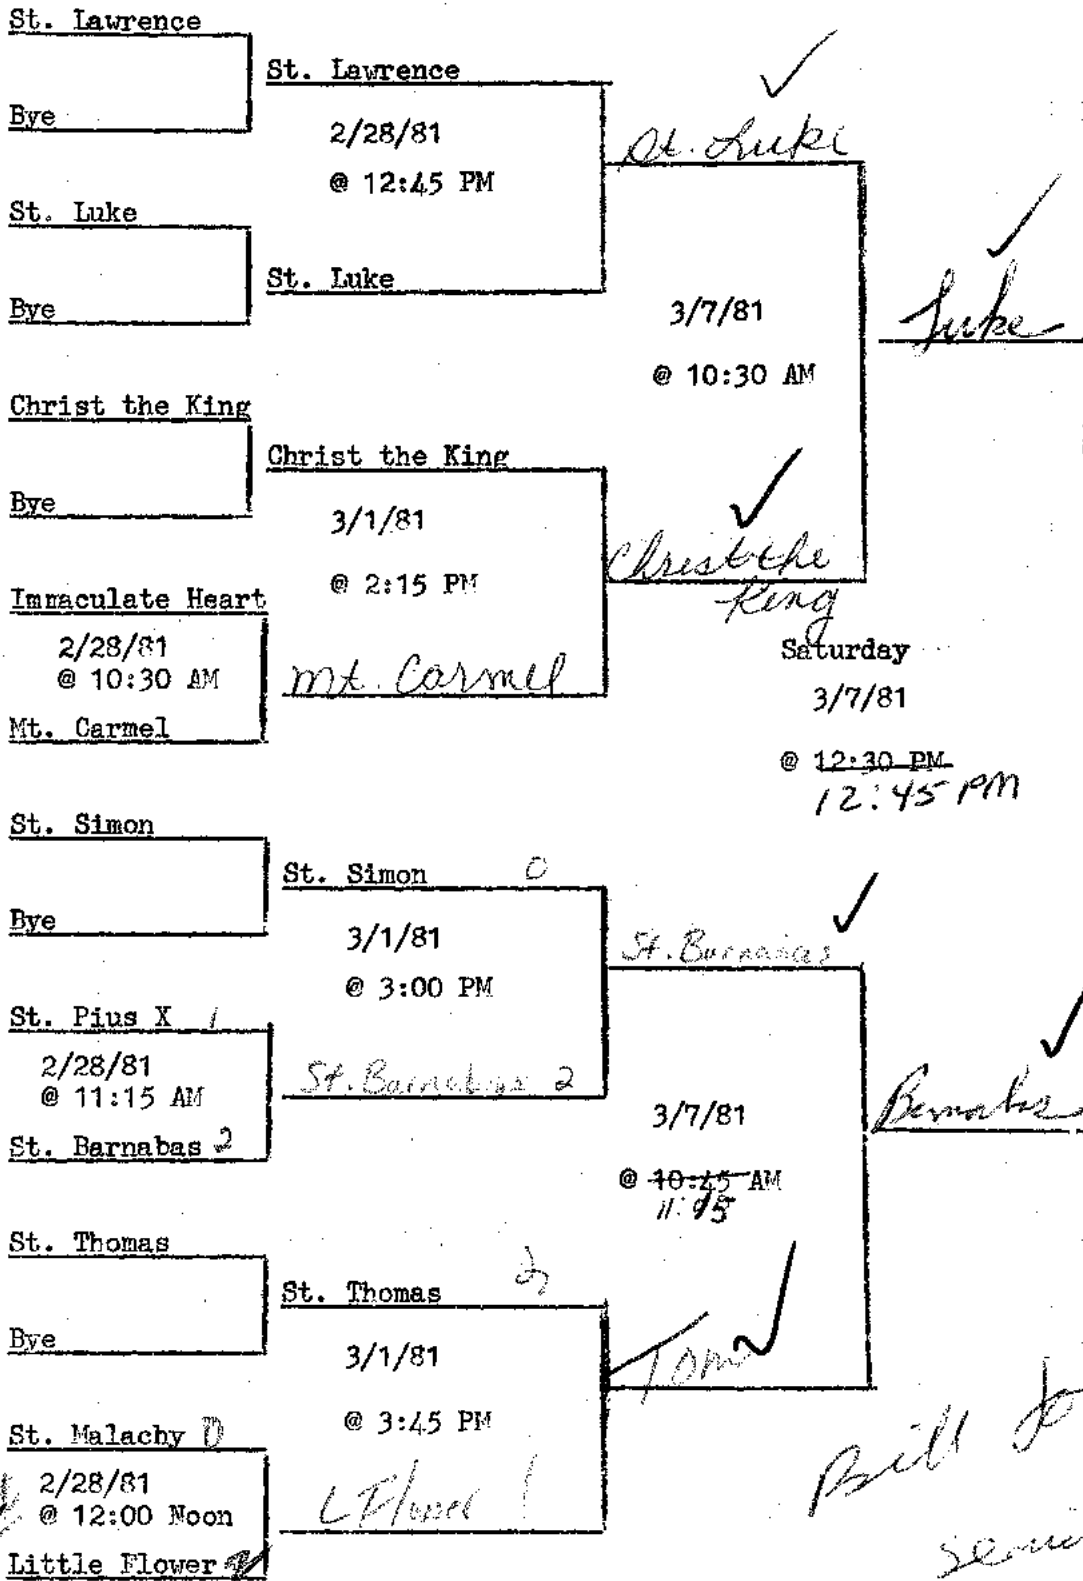 St. Lawrence
St. Lawrence
Bye
2/28/81
@ 12:45 PM
St. Luke
St. Luke
St. Luke
Bye
3/7/81
@ 10:30 AM
Luke
Christ the King
Christ the King
Bye
3/1/81
@ 2:15 PM
Christ the
King
Immaculate Heart
2/28/81
@ 10:30 AM
Mt. Carmel
Mt. Carmel
Saturday
3/7/81
@ 12:30 PM
12:45 PM
St. Simon
St. Simon 0
Bye
3/1/81
@ 3:00 PM
St. Barnabas
St. Pius X 1
2/28/81
@ 11:15 AM
St. Barnabas 2
St. Barnabas 2
3/7/81
@ 10:45 AM
11:45
Barnabas
St. Thomas
St. Thomas 2
Bye
3/1/81
@ 3:45 PM
Tom
St. Malachy 0
2/28/81
@ 12:00 Noon
Little Flower
L Flower 1
Bill